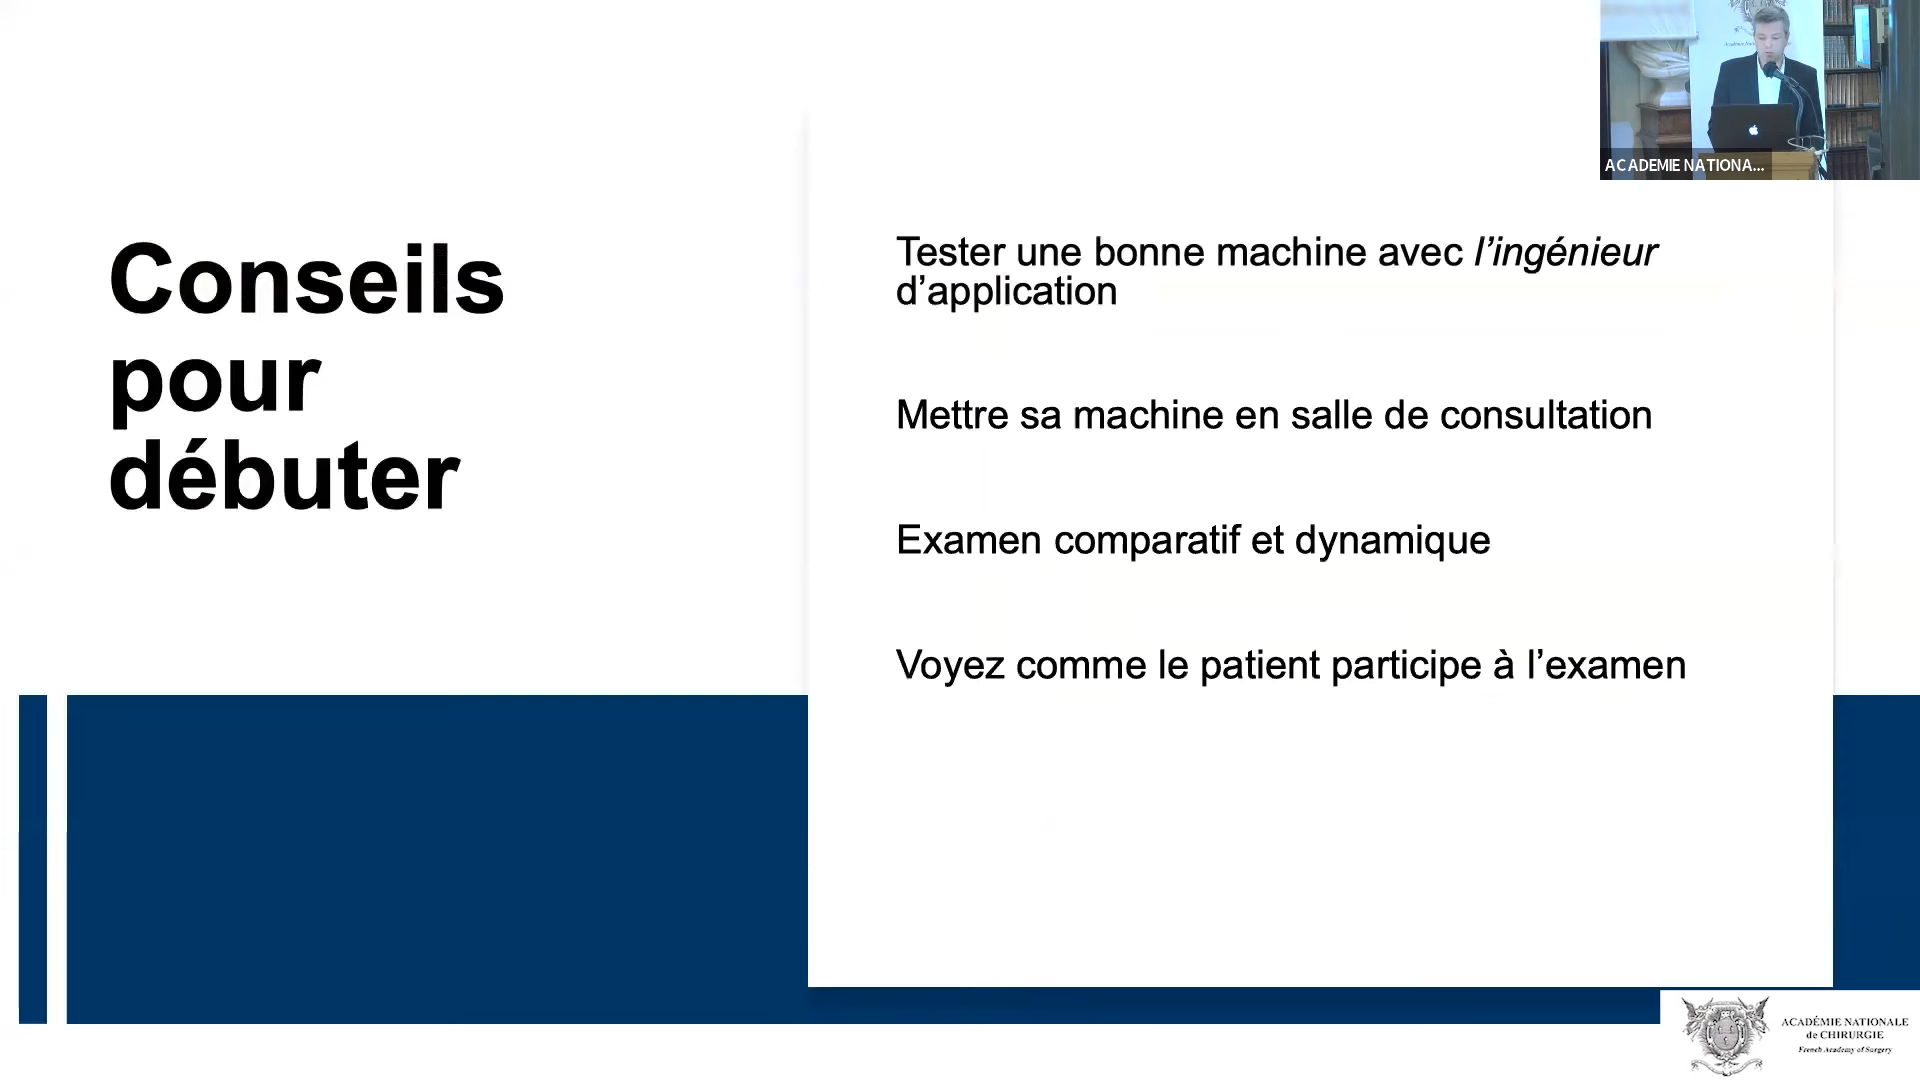 ACADEMIE NATIONA...
Conseils
pour
débuter
Tester une bonne machine avec l’ingénieur
d’application
Mettre sa machine en salle de consultation
Examen comparatif et dynamique
Voyez comme le patient participe à l’examen
ACADÉMIE NATIONALE
de CHIRURGIE
French Academy of Surgery